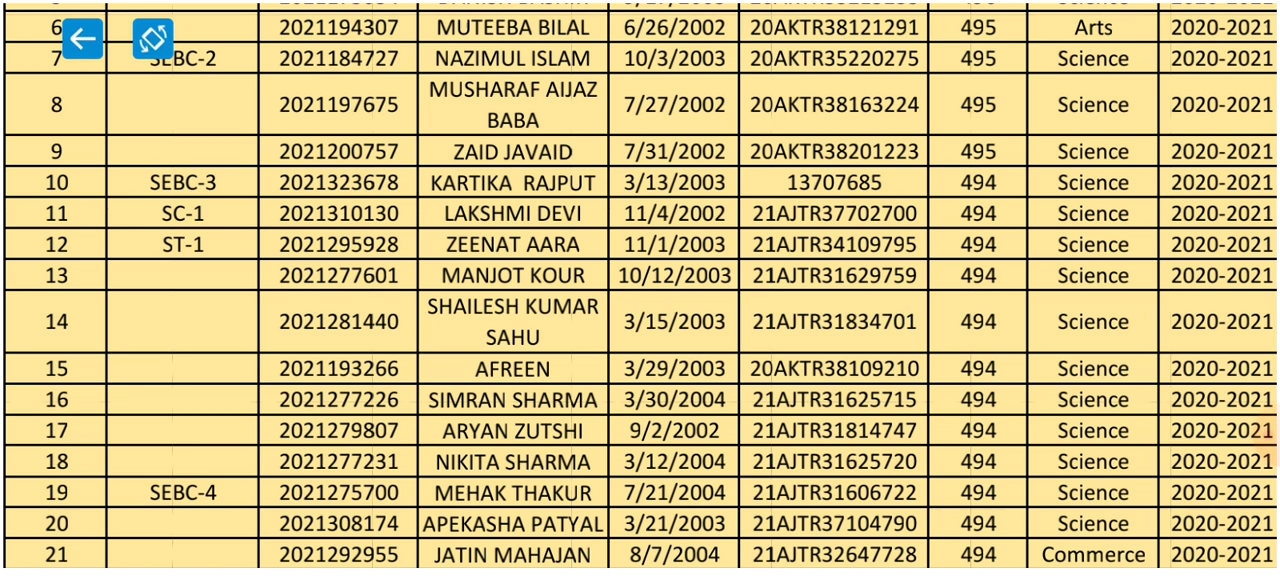 6 2021194307 MUTEEBA BILAL 6/26/2002 20AKTR38121291 495 Arts 2020-2021
7 SEBC-2 2021184727 NAZIMUL ISLAM 10/3/2003 20AKTR35220275 495 Science 2020-2021
8 2021197675 MUSHARAF AIJAZ BABA 7/27/2002 20AKTR38163224 495 Science 2020-2021
9 2021200757 ZAID JAVAID 7/31/2002 20AKTR38201223 495 Science 2020-2021
10 SEBC-3 2021323678 KARTIKA RAJPUT 3/13/2003 13707685 494 Science 2020-2021
11 SC-1 2021310130 LAKSHMI DEVI 11/4/2002 21AJTR37702700 494 Science 2020-2021
12 ST-1 2021295928 ZEENAT AARA 11/1/2003 21AJTR34109795 494 Science 2020-2021
13 2021277601 MANJOT KOUR 10/12/2003 21AJTR31629759 494 Science 2020-2021
14 2021281440 SHAILESH KUMAR SAHU 3/15/2003 21AJTR31834701 494 Science 2020-2021
15 2021193266 AFREEN 3/29/2003 20AKTR38109210 494 Science 2020-2021
16 2021277226 SIMRAN SHARMA 3/30/2004 21AJTR31625715 494 Science 2020-2021
17 2021279807 ARYAN ZUTSHI 9/2/2002 21AJTR31814747 494 Science 2020-2021
18 2021277231 NIKITA SHARMA 3/12/2004 21AJTR31625720 494 Science 2020-2021
19 SEBC-4 2021275700 MEHAK THAKUR 7/21/2004 21AJTR31606722 494 Science 2020-2021
20 2021308174 APEKASHA PATYAL 3/21/2003 21AJTR37104790 494 Science 2020-2021
21 2021292955 JATIN MAHAJAN 8/7/2004 21AJTR32647728 494 Commerce 2020-2021